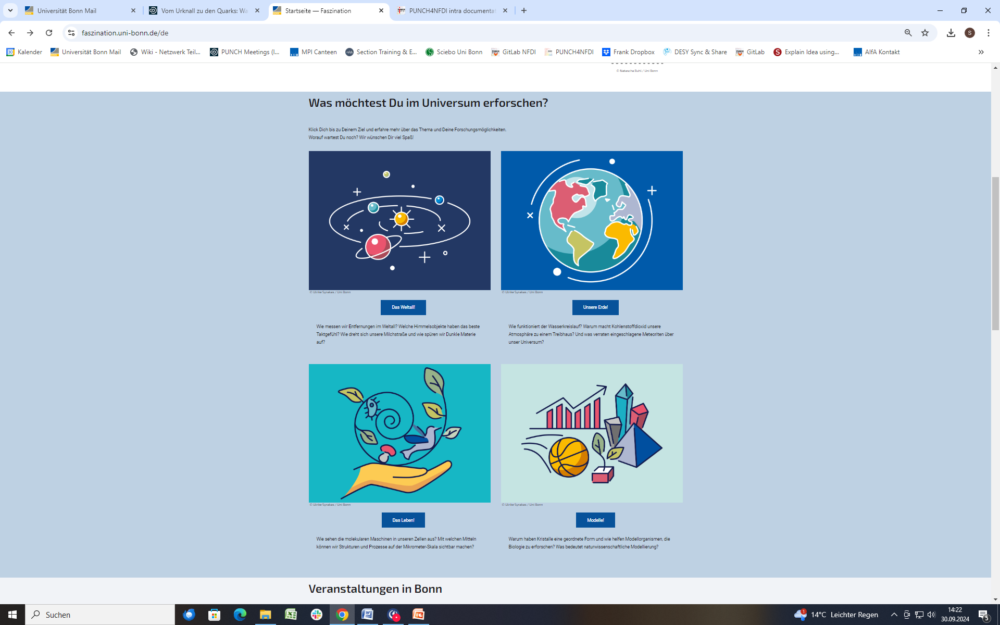 Universität Bonn Mail
Vom Urknall zu den Quarks: Wa
Startseite — Faszination
PUNCH4NFDI intra documentat
faszination.uni-bonn.de/de
S
30 Kalender
Universität Bonn Mail
Wiki - Netzwerk Teil...
PUNCH Meetings (I...
MPI Canteen
Section Training & E...
Sciebo Uni Bonn
GitLab NFDI
PUNCH4NFDI
Frank Dropbox
DESY Sync & Share
GitLab
Explain Idea using...
AlfA Kontakt
© Natascha Buhl / Uni Bonn
Was möchtest Du im Universum erforschen?
Klick Dich bis zu Deinem Ziel und erfahre mehr über das Thema und Deine Forschungsmöglichkeiten.
Worauf wartest Du noch? Wir wünschen Dir viel Spaß!
© Ulrike Syrakas / Uni Bonn
© Ulrike Syrakas / Uni Bonn
Das Weltall!
Unsere Erde!
Wie messen wir Entfernungen im Weltall? Welche Himmelsobjekte haben das beste
Taktgefühl? Wie dreht sich unsere Milchstraße und wie spüren wir Dunkle Materie
auf?
Wie funktioniert der Wasserkreislauf? Warum macht Kohlenstoffdioxid unsere
Atmosphäre zu einem Treibhaus? Und was verraten eingeschlagene Meteoriten über
unser Universum?
© Ulrike Syrakas / Uni Bonn
© Ulrike Syrakas / Uni Bonn
Das Leben!
Modelle!
Wie sehen die molekularen Maschinen in unseren Zellen aus? Mit welchen Mitteln
können wir Strukturen und Prozesse auf der Mikrometer-Skala sichtbar machen?
Warum haben Kristalle eine geordnete Form und wie helfen Modellorganismen, die
Biologie zu erforschen? Was bedeutet naturwissenschaftliche Modellierung?
Veranstaltungen in Bonn
Suchen
1
14°C Leichter Regen
14:22
30.09.2024
5